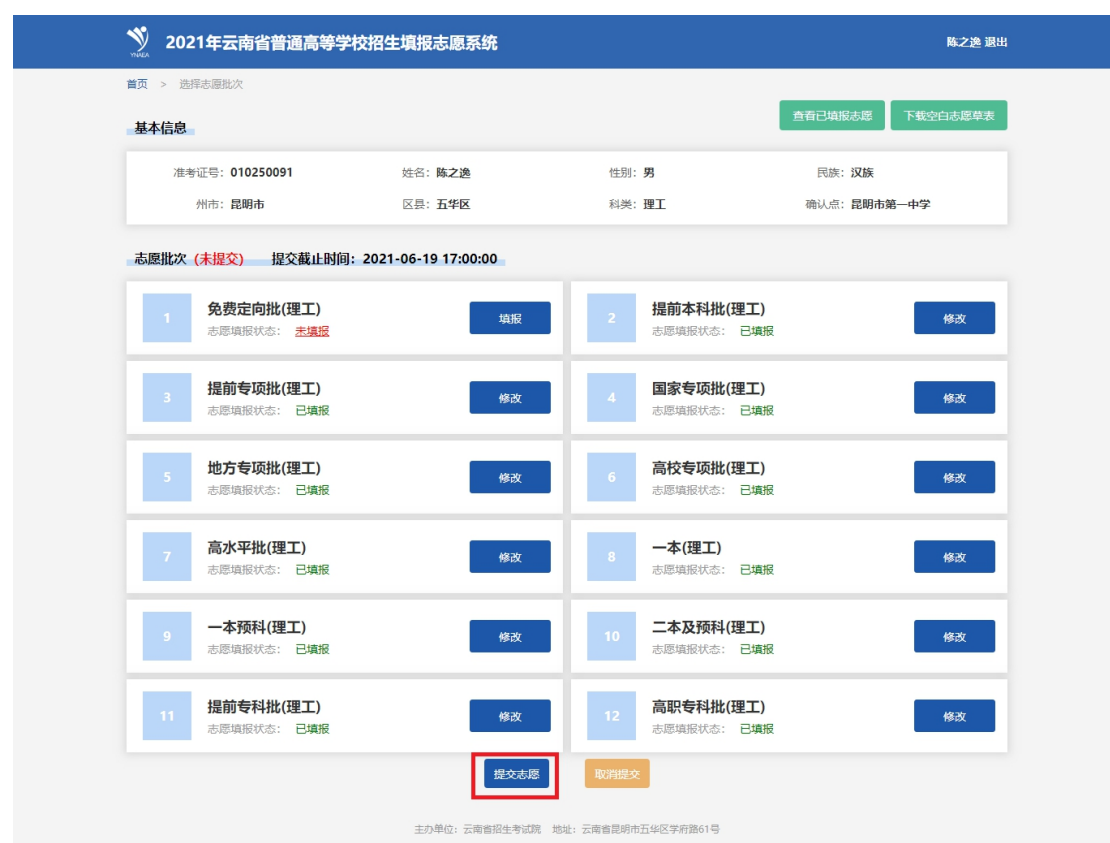 YNAEA
2021年云南省普通高等学校招生填报志愿系统
陈之逸 退出
首页 > 选择志愿批次
查看已填报志愿
下载空白志愿草表
基本信息
准考证号：010250091 姓名：陈之逸 性别：男 民族：汉族
州市：昆明市 区县：五华区 科类：理工 确认点：昆明市第一中学
志愿批次（未提交） 提交截止时间：2021-06-19 17:00:00
1
免费定向批(理工)
志愿填报状态： 未填报
填报
2
提前本科批(理工)
志愿填报状态： 已填报
修改
3
提前专项批(理工)
志愿填报状态： 已填报
修改
4
国家专项批(理工)
志愿填报状态： 已填报
修改
5
地方专项批(理工)
志愿填报状态： 已填报
修改
6
高校专项批(理工)
志愿填报状态： 已填报
修改
7
高水平批(理工)
志愿填报状态： 已填报
修改
8
一本(理工)
志愿填报状态： 已填报
修改
9
一本预科(理工)
志愿填报状态： 已填报
修改
10
二本及预科(理工)
志愿填报状态： 已填报
修改
11
提前专科批(理工)
志愿填报状态： 已填报
修改
12
高职专科批(理工)
志愿填报状态： 已填报
修改
提交志愿
取消提交
主办单位：云南省招生考试院 地址：云南省昆明市五华区学府路61号